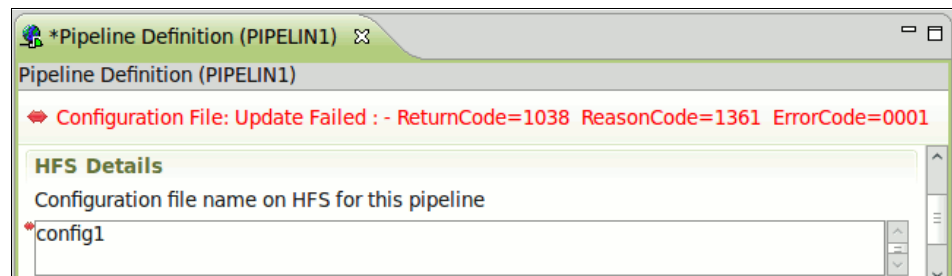 *Pipeline Definition (PIPELIN1)
Pipeline Definition (PIPELIN1)
Configuration File: Update Failed : - ReturnCode=1038 ReasonCode=1361 ErrorCode=0001
HFS Details
Configuration file name on HFS for this pipeline
config1